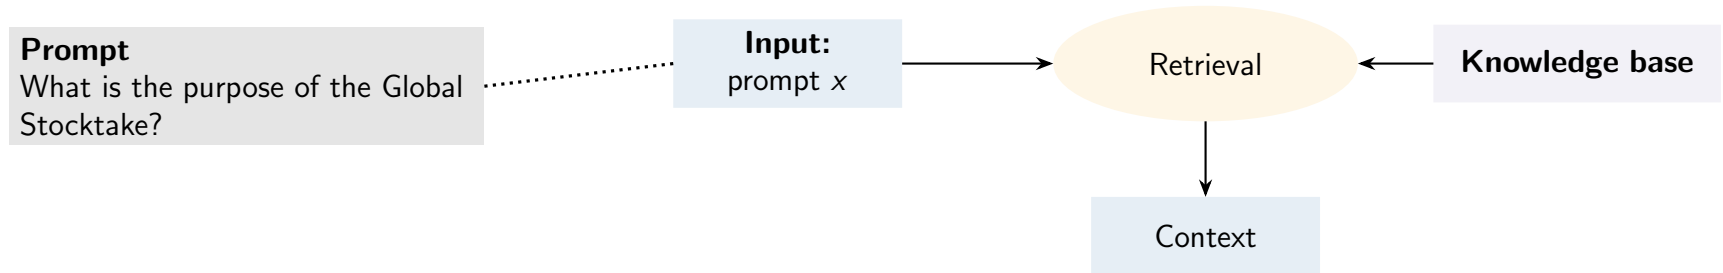 Prompt
What is the purpose of the Global
Stocktake?
Input:
prompt x
Retrieval
Knowledge base
Context